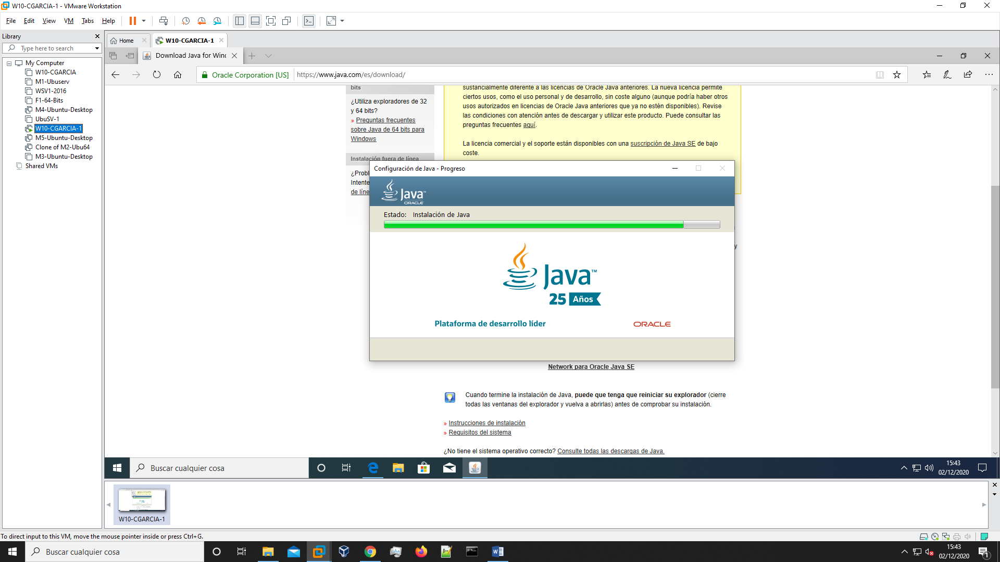 W10-CGARCIA-1 - VMware Workstation
File Edit View VM Tabs Help
Library
Type here to search
My Computer
W10-CGARCIA
M1-Ubuserv
WSV1-2016
F1-64-Bits
M4-Ubuntu-Desktop
UbuSV-1
W10-CGARCIA-1
M5-Ubuntu-Desktop
Clone of M2-Ubu64
M3-Ubuntu-Desktop
Shared VMs
Home
W10-CGARCIA-1
Download Java for Winc
Oracle Corporation [US]
https://www.java.com/es/download/
bits
¿Utiliza exploradores de 32
y 64 bits?
» Preguntas frecuentes
sobre Java de 64 bits para
Windows
Instalación fuera de línea
¿Probl
Intente
de líne
sustancialmente diferente a las licencias de Oracle Java anteriores. La nueva licencia permite
ciertos usos, como el uso personal y de desarrollo, sin coste alguno (aunque podría haber otros
usos autorizados en licencias de Oracle Java anteriores que ya no estén disponibles). Revise
las condiciones con atención antes de descargar y utilizar este producto. Puede consultar las
preguntas frecuentes aquí.
La licencia comercial y el soporte están disponibles con una suscripción de Java SE de bajo
coste.
Configuración de Java - Progreso
Java™
ORACLE
Estado: Instalación de Java
y
Java™
25 Años
Plataforma de desarrollo líder
ORACLE
Network para Oracle Java SE
Cuando termine la instalación de Java, puede que tenga que reiniciar su explorador (cierre
todas las ventanas del explorador y vuelva a abrirlas) antes de comprobar su instalación.
» Instrucciones de instalación
» Requisitos del sistema
¿No tiene el sistema operativo correcto? Consulte todas las descargas de Java.
Buscar cualquier cosa
15:43
02/12/2020
W10-CGARCIA-1
To direct input to this VM, move the mouse pointer inside or press Ctrl+G.
Buscar cualquier cosa
15:43
02/12/2020
1